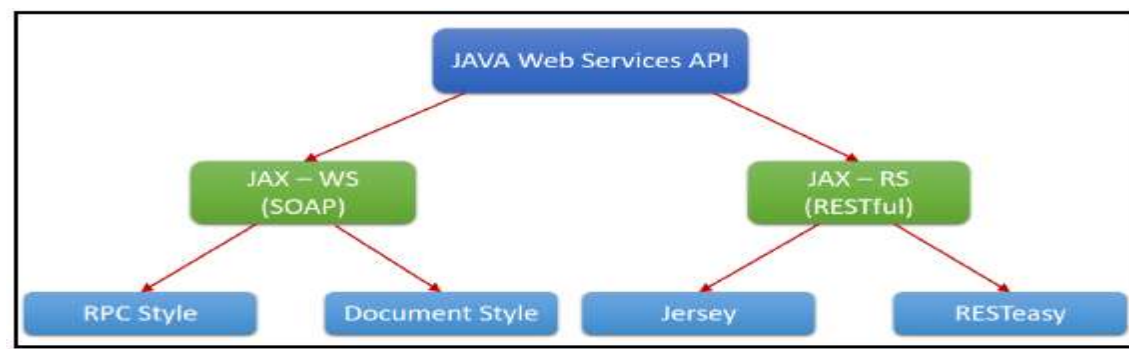 JAVA Web Services API
JAX – WS
(SOAP)
JAX – RS
(RESTful)
RPC Style
Document Style
Jersey
RESTeasy